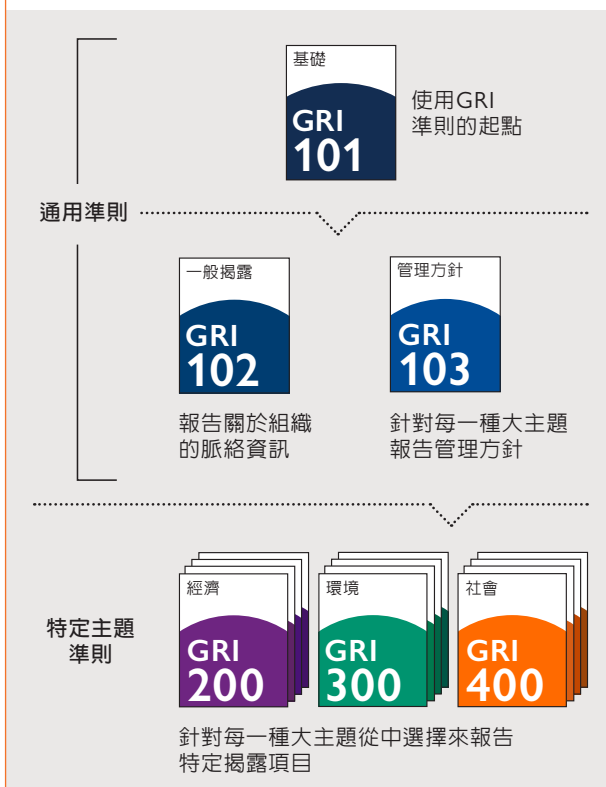 基礎
GRI
101
使用GRI
準則的起點
通用準則
一般揭露
GRI
102
管理方針
GRI
103
報告關於組織
的脈絡資訊
針對每一種大主題
報告管理方針
經濟
GRI
200
環境
GRI
300
社會
GRI
400
特定主題
準則
針對每一種大主題從中選擇來報告
特定揭露項目